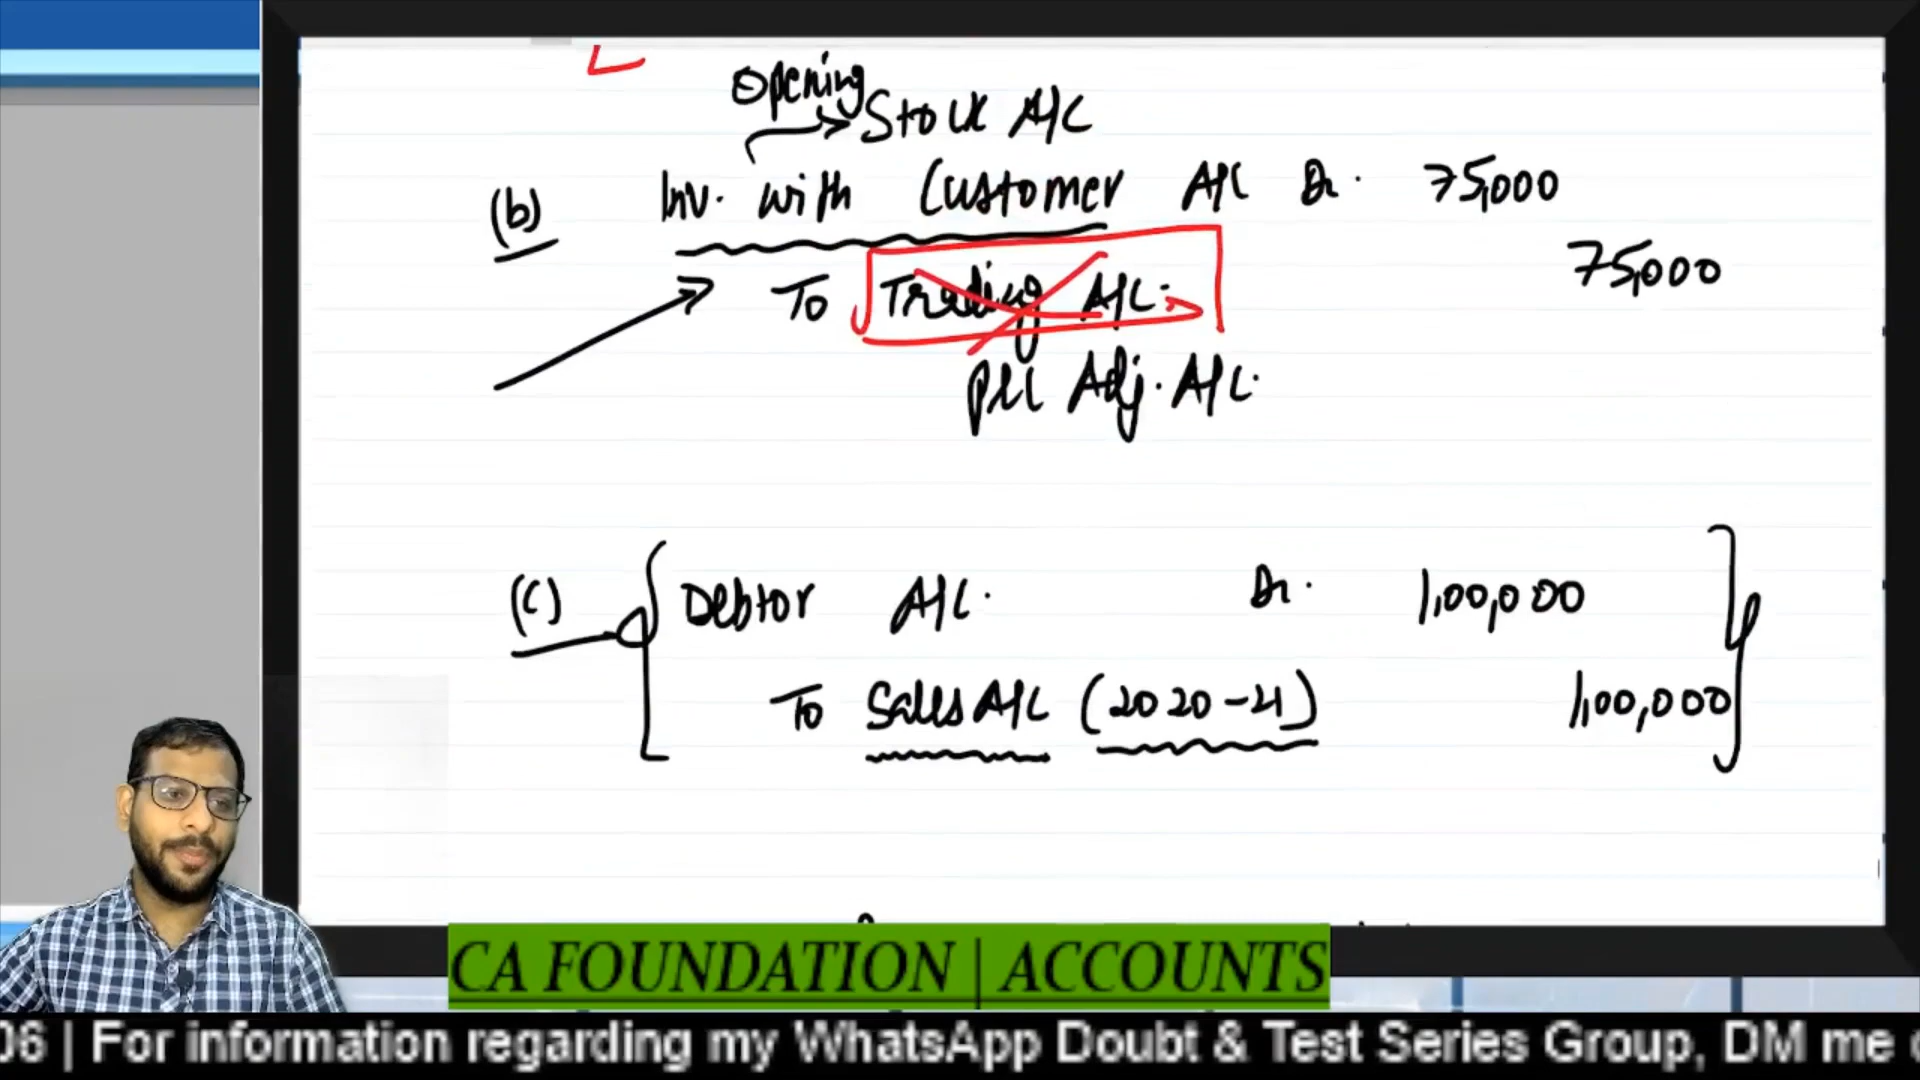 Opening
Stock A/C
(b) Inv. with Customer A/C Dr. 75,000
To Trading A/C. 75,000
P&L Adj. A/C.
(c) Debtor A/C. Dr. 1,00,000
To Sales A/C (2020-21) 1,00,000
CA FOUNDATION | ACCOUNTS
06 | For information regarding my WhatsApp Doubt & Test Series Group, DM me